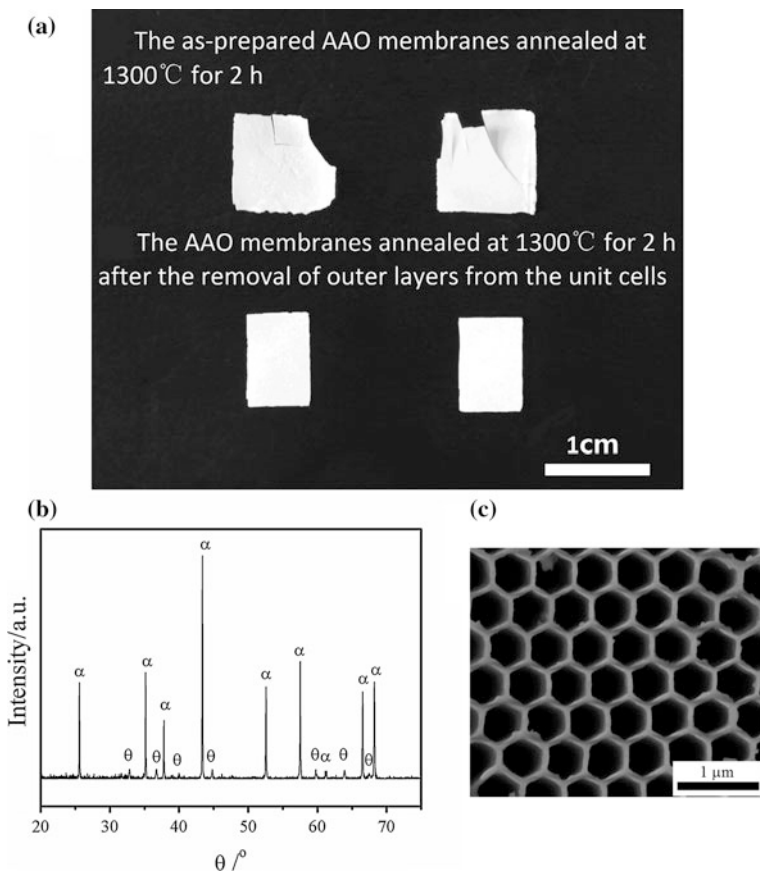 (a)
The as-prepared AAO membranes annealed at
1300℃ for 2 h
The AAO membranes annealed at 1300℃ for 2 h
after the removal of outer layers from the unit cells
1cm
(b)
Intensity/a.u.
α
θ
α
θ
α
θ
α
θ
α
α
θ
α
θ
α
θ
α
20 30 40 50 60 70
θ /°
(c)
1 μm